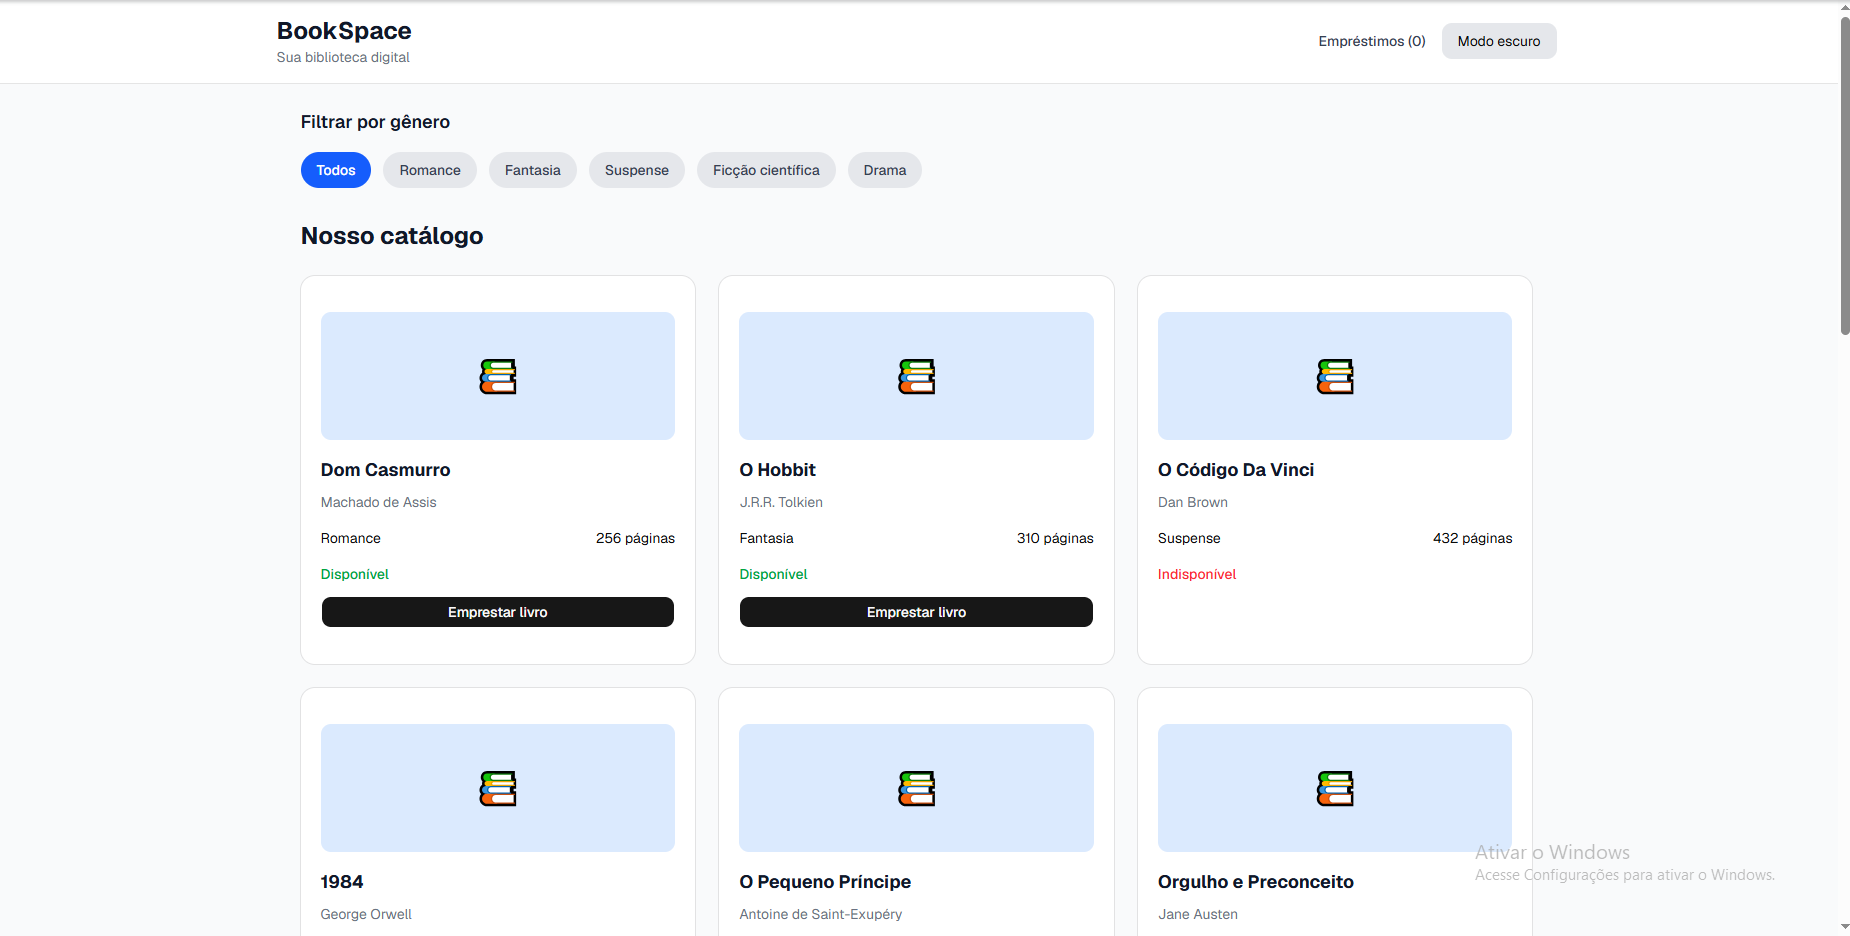 BookSpace
Sua biblioteca digital
Empréstimos (0)
Modo escuro
Filtrar por gênero
Todos
Romance
Fantasia
Suspense
Ficção científica
Drama
Nosso catálogo
Dom Casmurro
Machado de Assis
Romance 256 páginas
Disponível
Emprestar livro
O Hobbit
J.R.R. Tolkien
Fantasia 310 páginas
Disponível
Emprestar livro
O Código Da Vinci
Dan Brown
Suspense 432 páginas
Indisponível
1984
George Orwell
O Pequeno Príncipe
Antoine de Saint-Exupéry
Orgulho e Preconceito
Jane Austen
Ativar o Windows
Acesse Configurações para ativar o Windows.